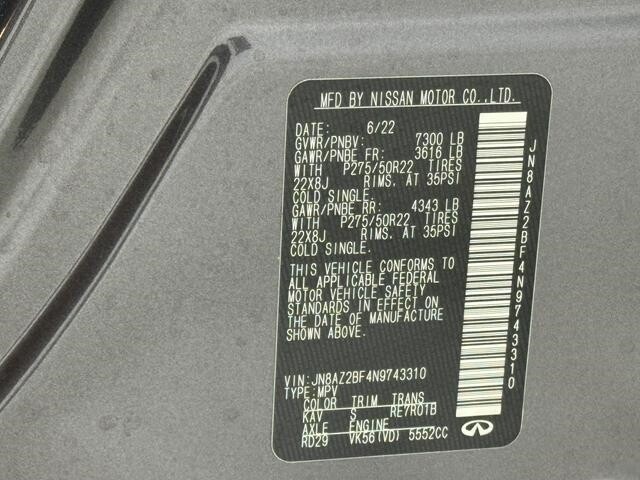 MFD BY NISSAN MOTOR CO.,LTD.
DATE: 6/22
GVWR/PNBV: 7300 LB
GAWR/PNBE FR: 3616 LB
WITH P275/50R22 TIRES
22X8J RIMS. AT 35PSI
COLD SINGLE.
GAWR/PNBE RR: 4343 LB
WITH P275/50R22 TIRES
22X8J RIMS. AT 35PSI
COLD SINGLE.
THIS VEHICLE CONFORMS TO
ALL APPLICABLE FEDERAL
MOTOR VEHICLE SAFETY
STANDARDS IN EFFECT ON
THE DATE OF MANUFACTURE
SHOWN ABOVE.
VIN: JN8AZ2BF4N9743310
TYPE: MPV
COLOR TRIM TRANS
KAV S RE7R01B
AXLE ENGINE
RD29 VK56(VD) 5552CC
JN8AZ2BF4N9743310